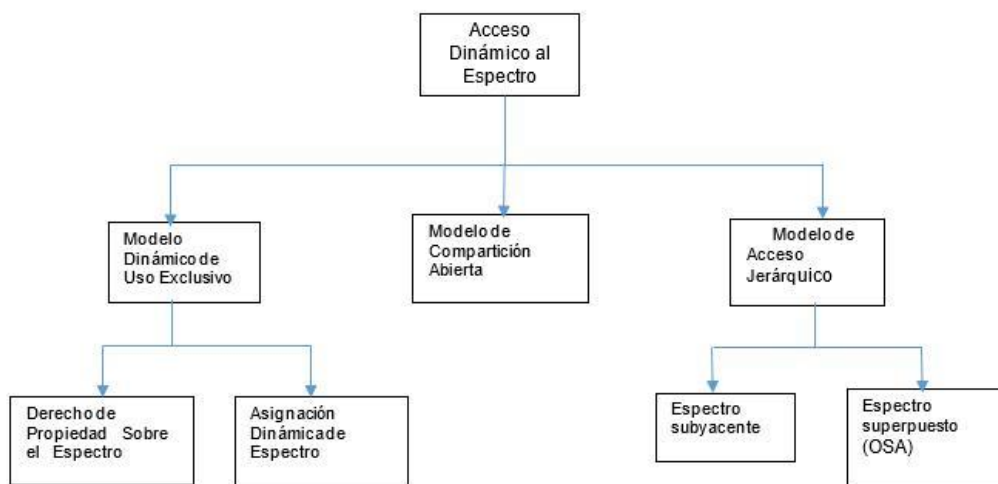 Acceso
Dinámico al
Espectro
Modelo
Dinámico de
Uso Exclusivo
Modelo de
Compartición
Abierta
Modelo de
Acceso
Jerárquico
Derecho de
Propiedad Sobre
el Espectro
Asignación
Dinámica de
Espectro
Espectro
subyacente
Espectro
superpuesto
(OSA)